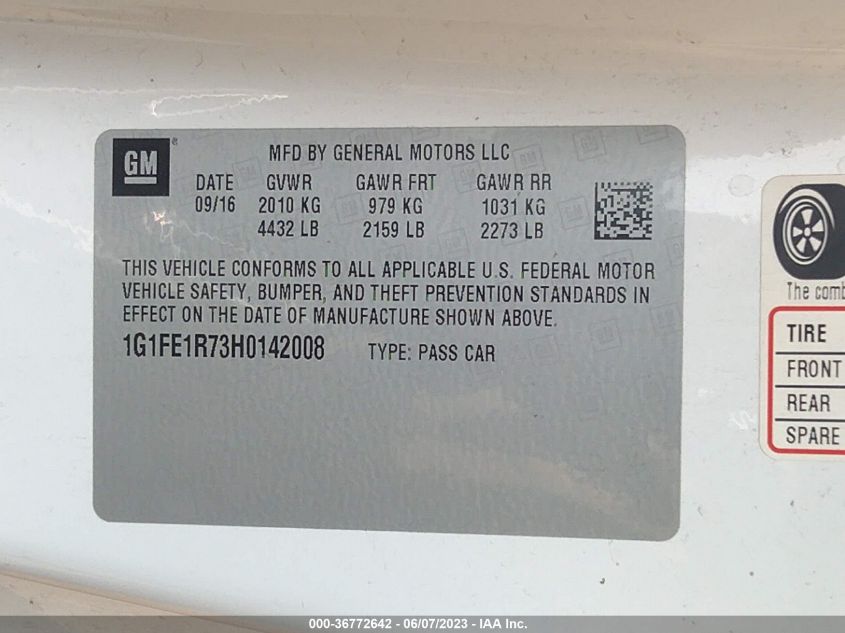 GM ®
MFD BY GENERAL MOTORS LLC
DATE GVWR GAWR FRT GAWR RR
09/16 2010 KG 979 KG 1031 KG
4432 LB 2159 LB 2273 LB
THIS VEHICLE CONFORMS TO ALL APPLICABLE U.S. FEDERAL MOTOR
VEHICLE SAFETY, BUMPER, AND THEFT PREVENTION STANDARDS IN
EFFECT ON THE DATE OF MANUFACTURE SHOWN ABOVE.
1G1FE1R73H0142008 TYPE: PASS CAR
The comb
TIRE
FRONT
REAR
SPARE
000-36772642 - 06/07/2023 - IAA Inc.